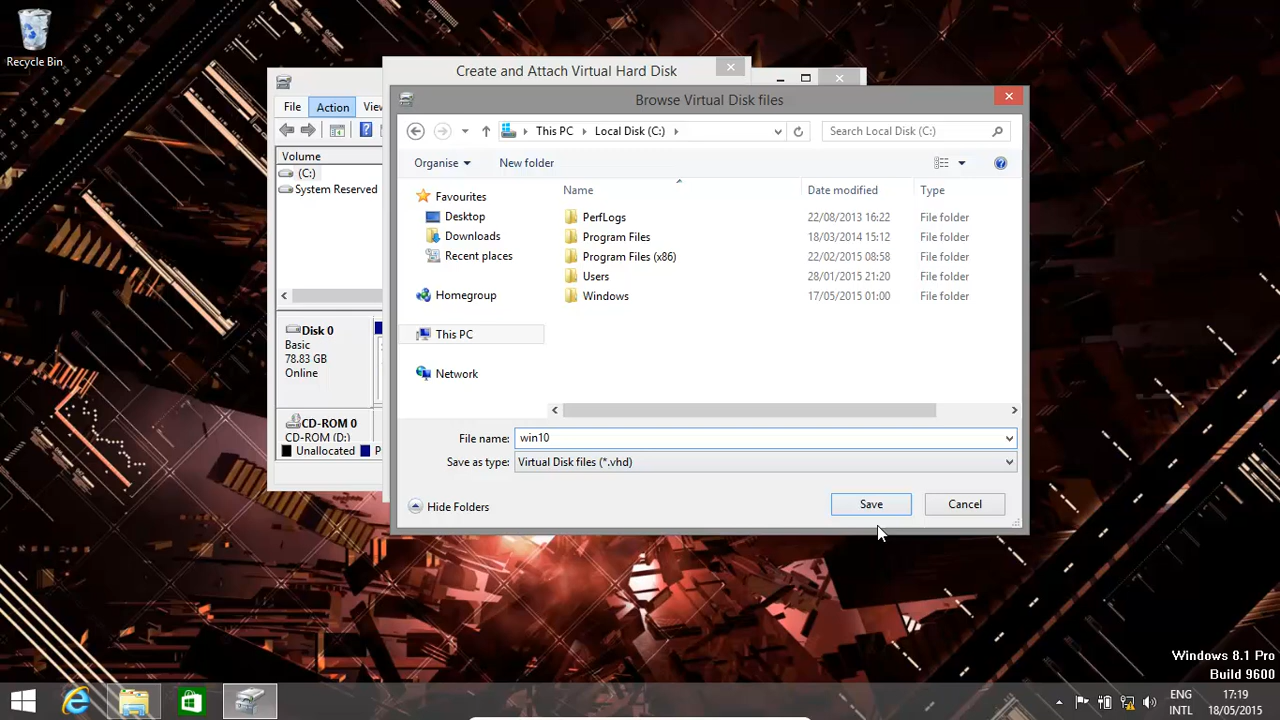 Recycle Bin
Create and Attach Virtual Hard Disk
File Action Vie
Volume
(C:)
System Reserved
Disk 0
Basic
78.83 GB
Online
CD-ROM 0
CD-ROM (D:)
Unallocated P
Browse Virtual Disk files
This PC Local Disk (C:)
Search Local Disk (C:)
Organise New folder
Favourites
Desktop
Downloads
Recent places
Homegroup
This PC
Network
Name Date modified Type
PerfLogs 22/08/2013 16:22 File folder
Program Files 18/03/2014 15:12 File folder
Program Files (x86) 22/02/2015 08:58 File folder
Users 28/01/2015 21:20 File folder
Windows 17/05/2015 01:00 File folder
File name: win10
Save as type: Virtual Disk files (*.vhd)
Hide Folders
Save Cancel
Windows 8.1 Pro
Build 9600
ENG 17:19
INTL 18/05/2015